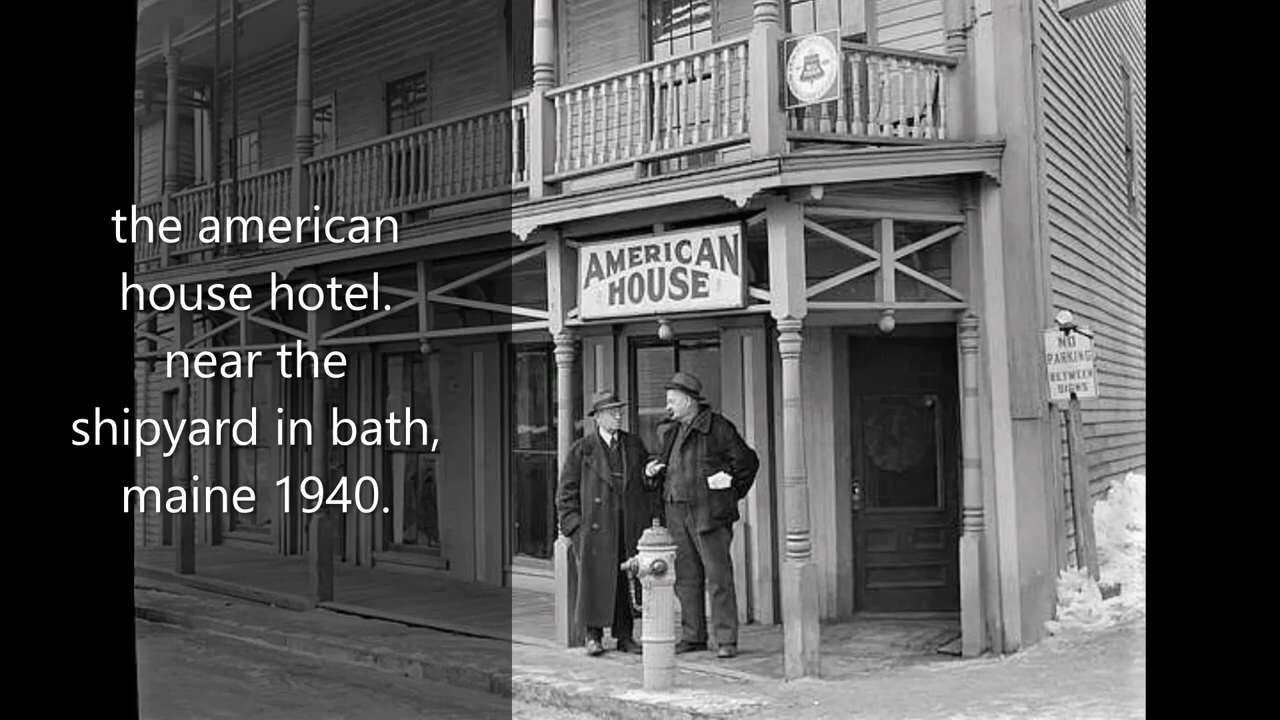 the american
house hotel.
near the
shipyard in bath,
maine 1940.
AMERICAN
HOUSE
NO
PARKING
BETWEEN
SIGNS